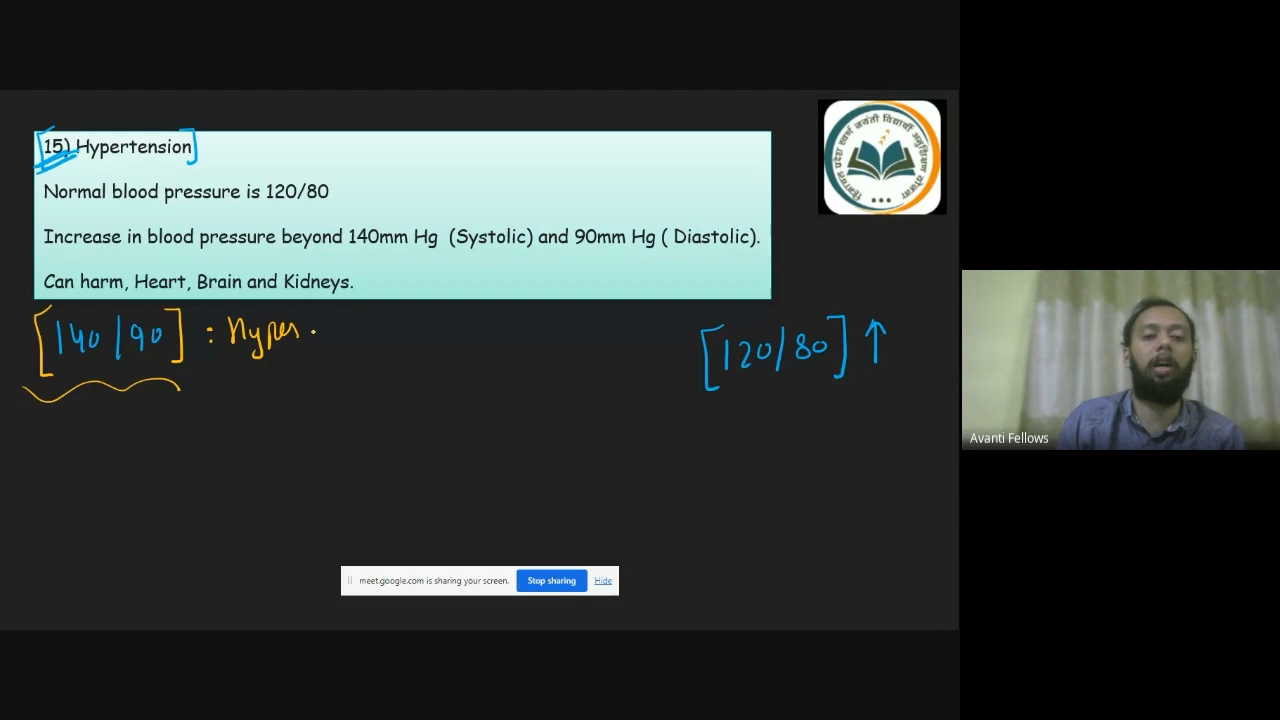 15) Hypertension
Normal blood pressure is 120/80
Increase in blood pressure beyond 140mm Hg (Systolic) and 90mm Hg ( Diastolic).
Can harm, Heart, Brain and Kidneys.
[140/90] : Hyper .
[120/80] ↑
meet.google.com is sharing your screen.
Stop sharing
Hide
Avanti Fellows